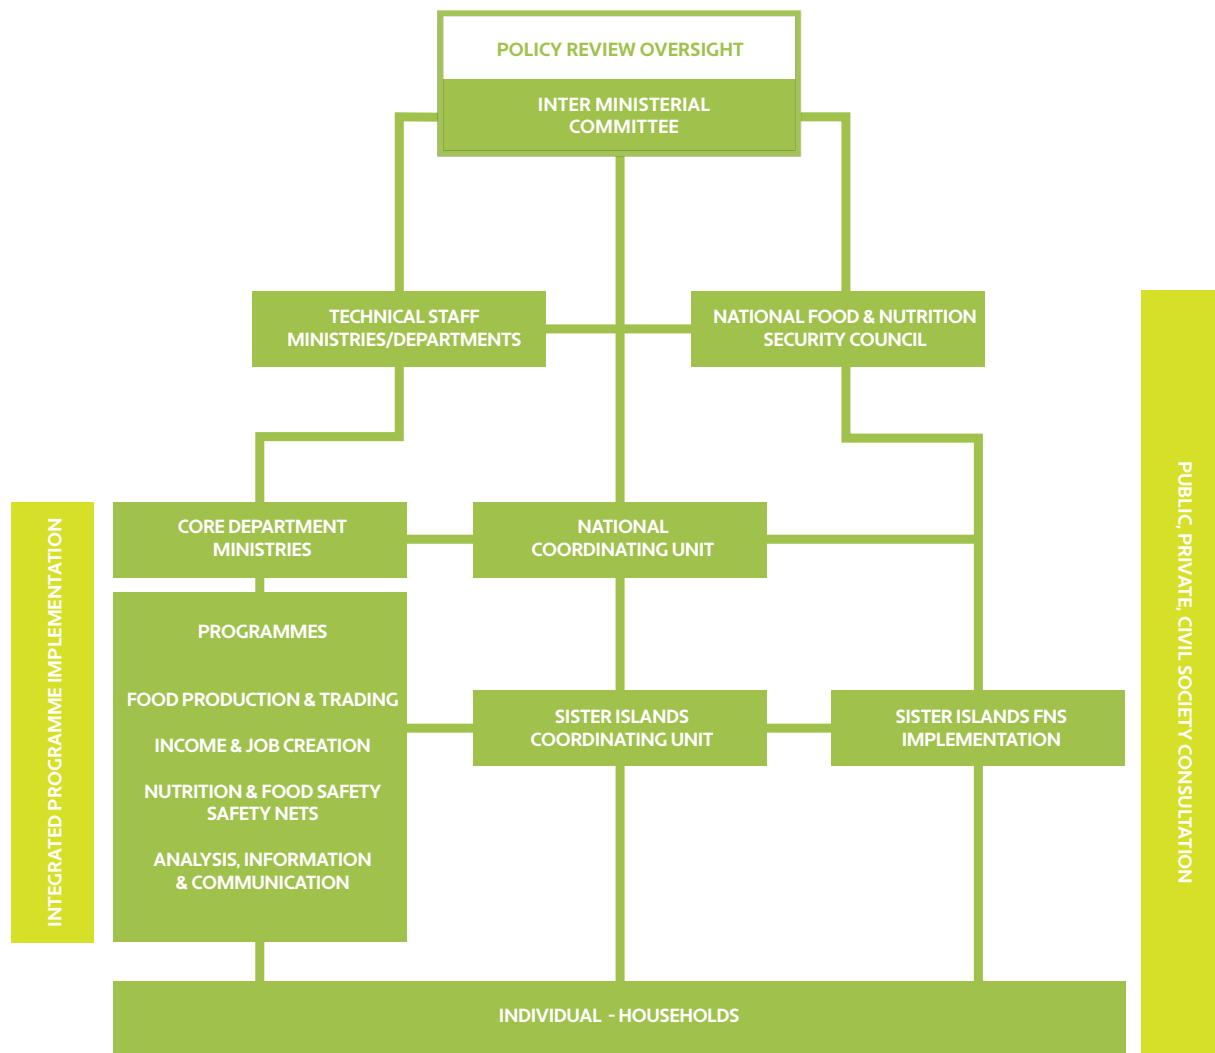 POLICY REVIEW OVERSIGHT
INTER MINISTERIAL
COMMITTEE
TECHNICAL STAFF
MINISTRIES/DEPARTMENTS
NATIONAL FOOD & NUTRITION
SECURITY COUNCIL
CORE DEPARTMENT
MINISTRIES
NATIONAL
COORDINATING UNIT
PROGRAMMES
FOOD PRODUCTION & TRADING
INCOME & JOB CREATION
NUTRITION & FOOD SAFETY
SAFETY NETS
ANALYSIS, INFORMATION
& COMMUNICATION
SISTER ISLANDS
COORDINATING UNIT
SISTER ISLANDS FNS
IMPLEMENTATION
INDIVIDUAL - HOUSEHOLDS
INTEGRATED PROGRAMME IMPLEMENTATION
PUBLIC, PRIVATE, CIVIL SOCIETY CONSULTATION